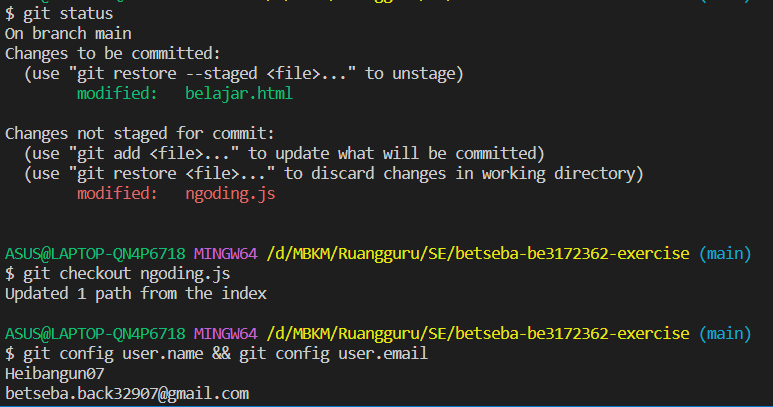 $ git status
On branch main
Changes to be committed:
  (use "git restore --staged <file>..." to unstage)
        modified:   belajar.html

Changes not staged for commit:
  (use "git add <file>..." to update what will be committed)
  (use "git restore <file>..." to discard changes in working directory)
        modified:   ngoding.js

ASUS@LAPTOP-QN4P6718 MINGW64 /d/MBKM/Ruangguru/SE/betseba-be3172362-exercise (main)
$ git checkout ngoding.js
Updated 1 path from the index

ASUS@LAPTOP-QN4P6718 MINGW64 /d/MBKM/Ruangguru/SE/betseba-be3172362-exercise (main)
$ git config user.name && git config user.email
Heibangun07
betseba.back32907@gmail.com